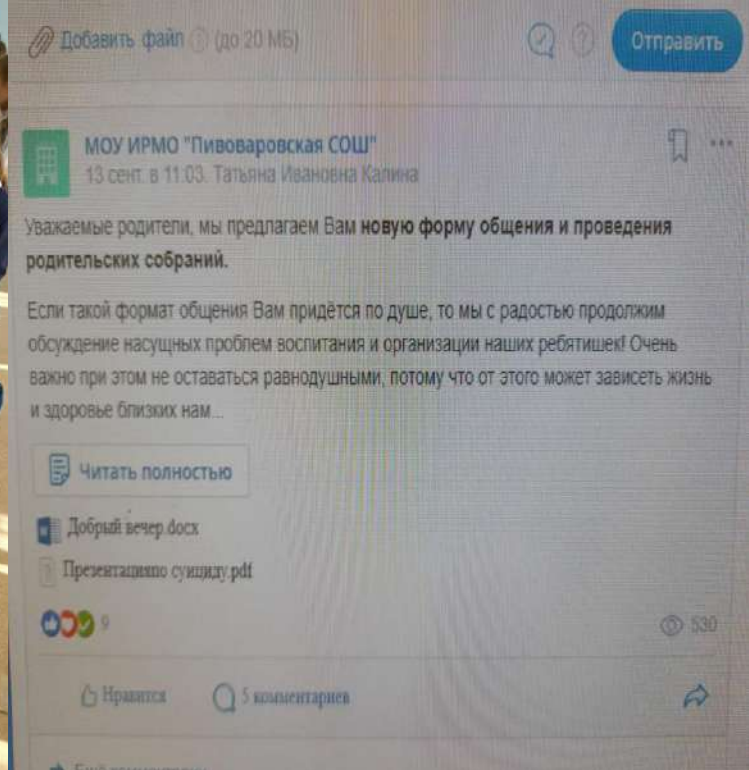 Добавить файл ? (до 20 МБ)
?
Отправить
МОУ ИРМО "Пивоваровская СОШ"
13 сент. в 11:03. Татьяна Ивановна Калина
Уважаемые родители, мы предлагаем Вам новую форму общения и проведения
родительских собраний.
Если такой формат общения Вам придётся по душе, то мы с радостью продолжим
обсуждение насущных проблем воспитания и организации наших ребятишек! Очень
важно при этом не оставаться равнодушными, потому что от этого может зависеть жизнь
и здоровье близких нам...
Читать полностью
Добрый вечер.docx
Презентацияпо суициду.pdf
9
530
Нравится
5 комментариев